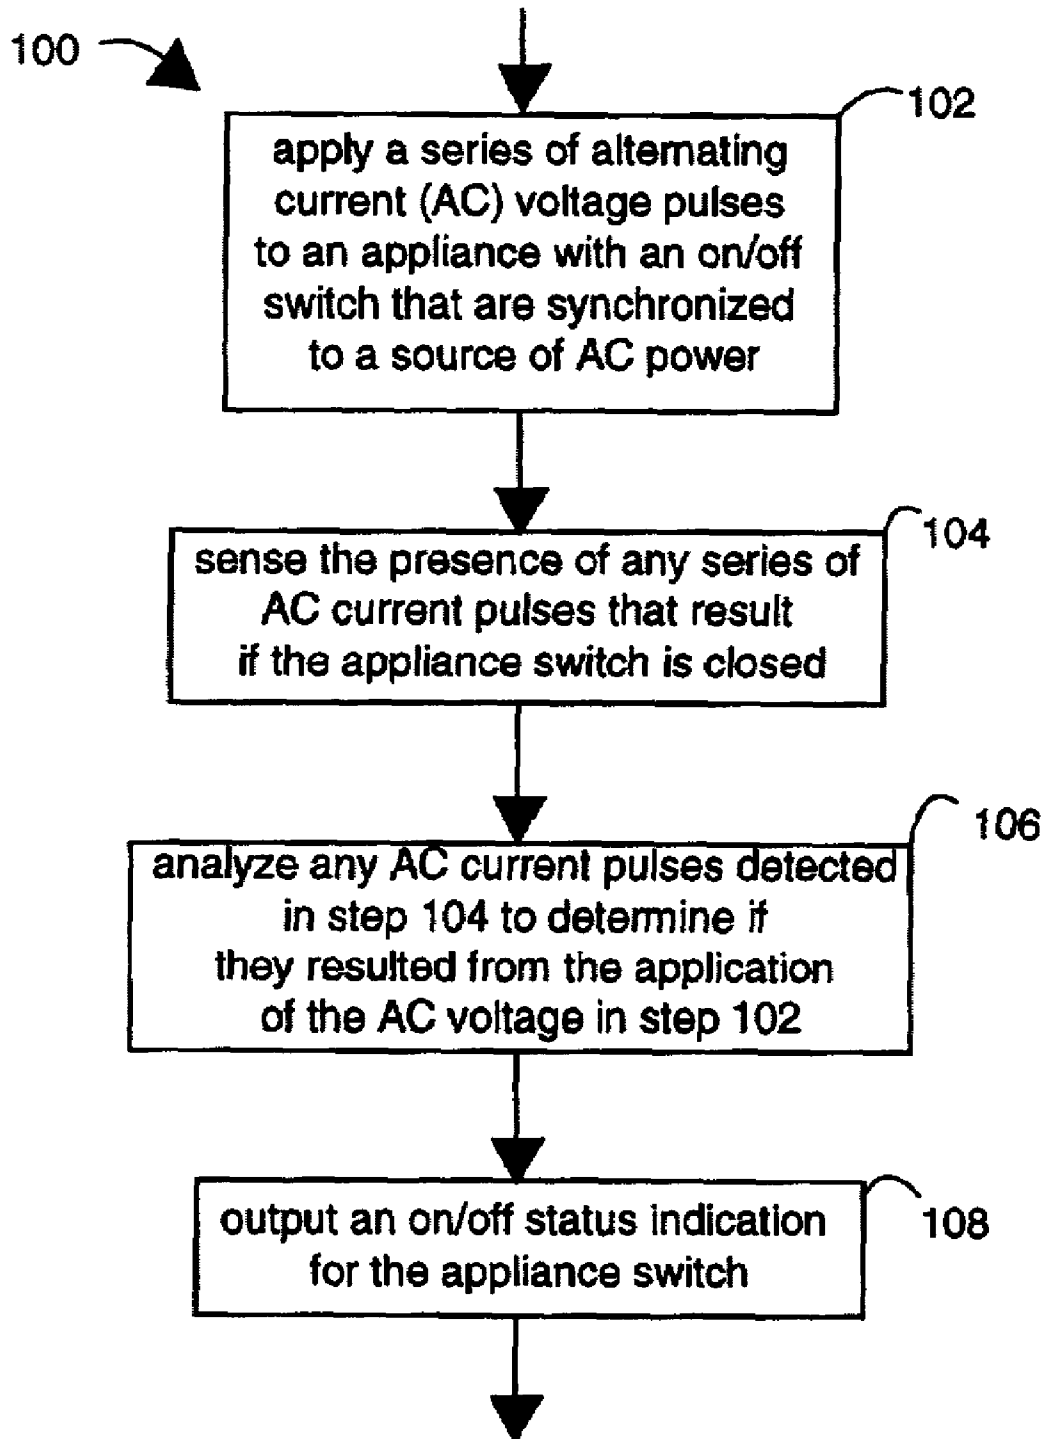 100
102
apply a series of alternating
current (AC) voltage pulses
to an appliance with an on/off
switch that are synchronized
to a source of AC power
104
sense the presence of any series of
AC current pulses that result
if the appliance switch is closed
106
analyze any AC current pulses detected
in step 104 to determine if
they resulted from the application
of the AC voltage in step 102
108
output an on/off status indication
for the appliance switch